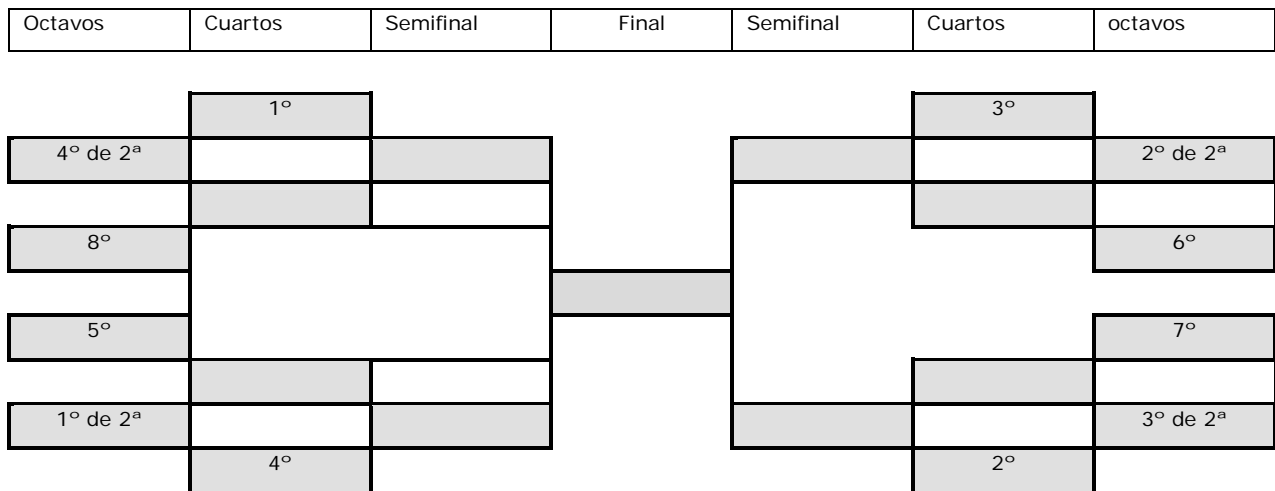 Octavos Cuartos Semifinal Final Semifinal Cuartos octavos
1º 3º
4º de 2ª 2º de 2ª
8º 6º
5º 7º
1º de 2ª 3º de 2ª
4º 2º